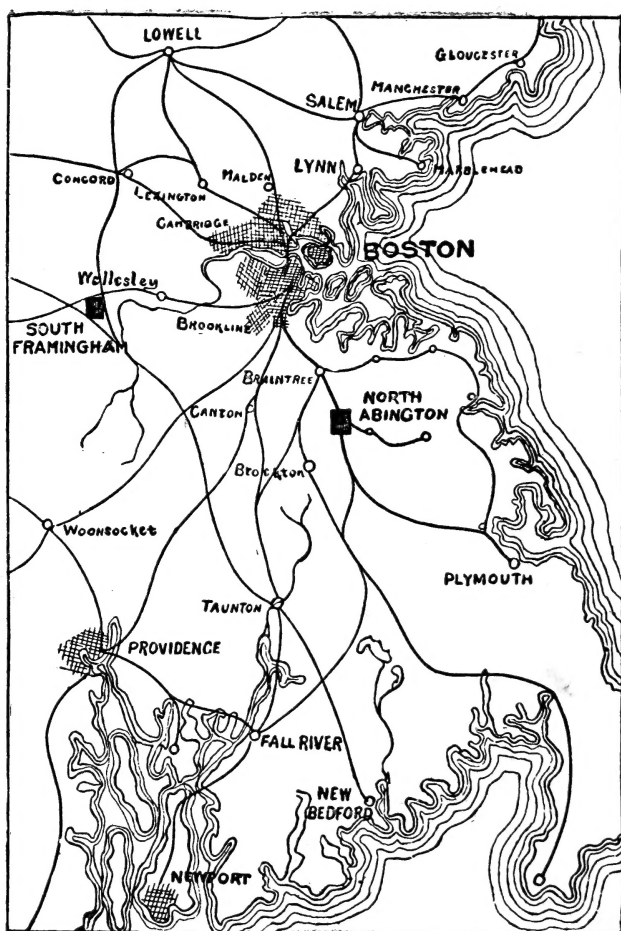 LOWELL
GLOUCESTER
MANCHESTER
SALEM
MARBLEHEAD
LYNN
MALDEN
CONCORD
LEXINGTON
CAMBRIDGE
BOSTON
Wellesley
SOUTH
FRAMINGHAM
BROOKLINE
BRAINTREE
NORTH
ABINGTON
CANTON
BROCKTON
WOONSOCKET
PLYMOUTH
TAUNTON
PROVIDENCE
FALL RIVER
NEW
BEDFORD
NEWPORT